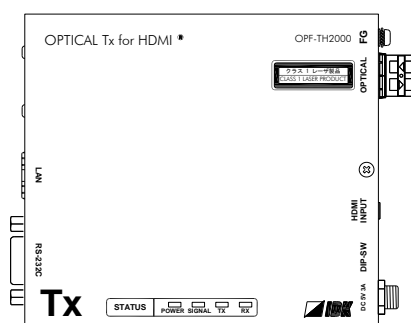 OPTICAL Tx for HDMI ®
OPF-TH2000
FG
クラス 1 レーザ製品
CLASS 1 LASER PRODUCT
OPTICAL
LAN
HDMI
INPUT
RS-232C
DIP-SW
DC 5V 3A
Tx
STATUS
POWER SIGNAL TX RX
IDK